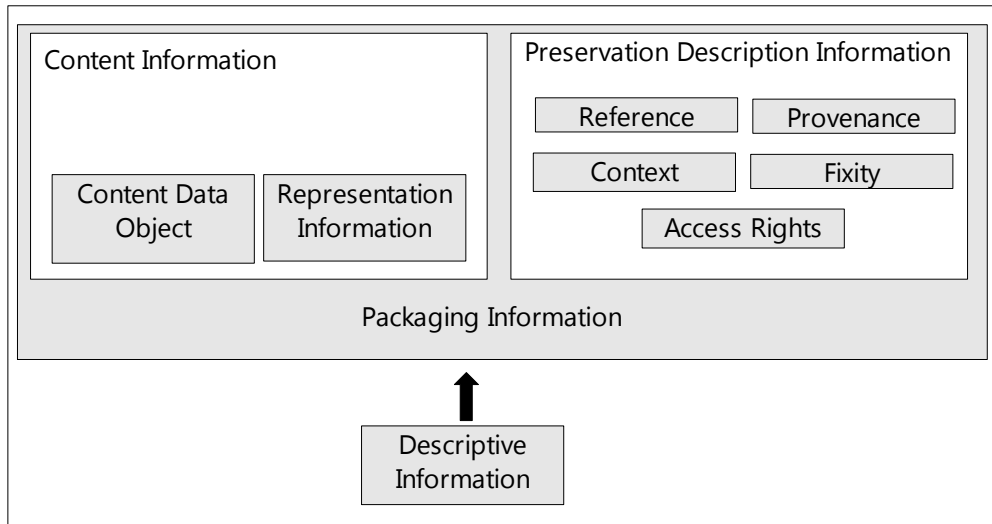 Content Information
Content Data
Object
Representation
Information
Preservation Description Information
Reference
Provenance
Context
Fixity
Access Rights
Packaging Information
Descriptive
Information